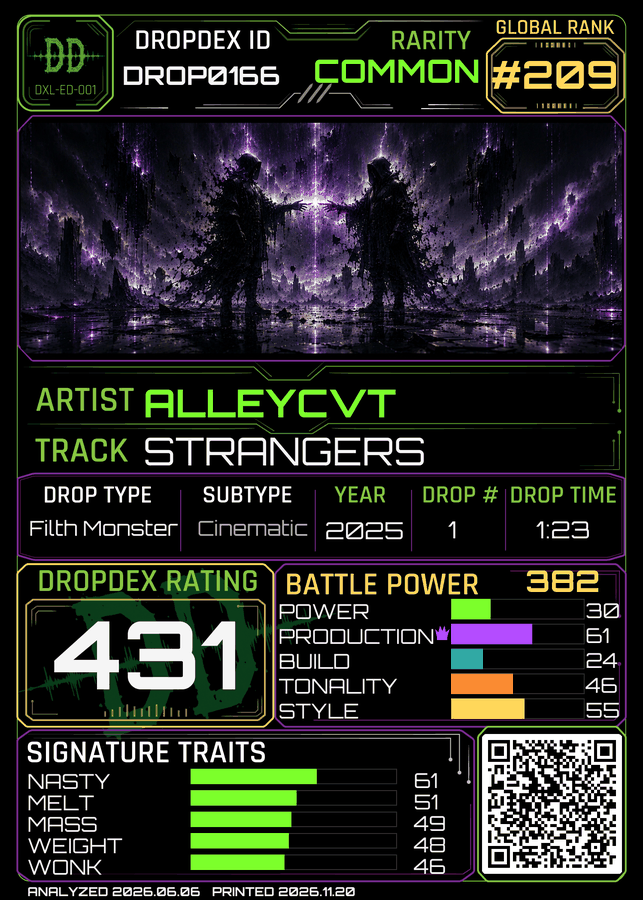 DD
DXL-ED-001
DROPDEX ID
DROP0166
RARITY
COMMON
GLOBAL RANK
#209
ARTIST ALLEYCVT
TRACK STRANGERS
DROP TYPE SUBTYPE YEAR DROP # DROP TIME
Filth Monster Cinematic 2025 1 1:23
DROPDEX RATING
431
BATTLE POWER 382
POWER 30
PRODUCTION 61
BUILD 24
TONALITY 46
STYLE 55
SIGNATURE TRAITS
NASTY 61
MELT 51
MASS 49
WEIGHT 48
WONK 46
ANALYZED 2026.06.06 PRINTED 2026.11.20